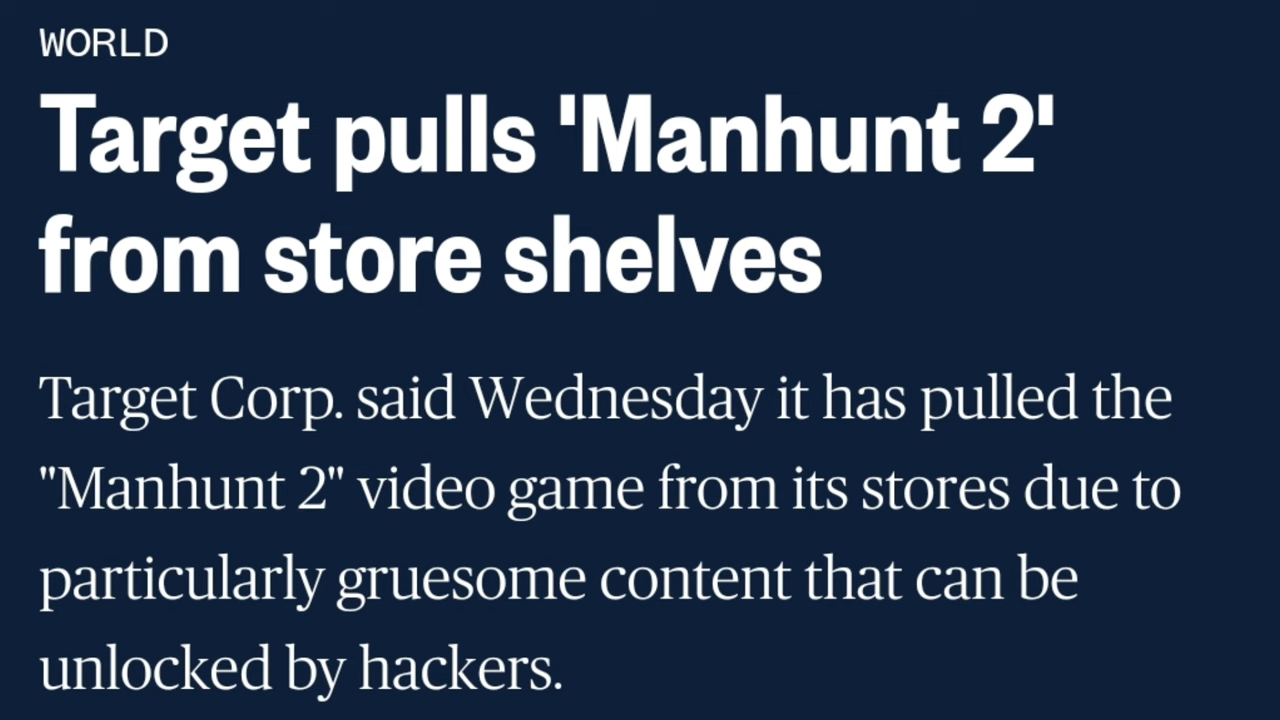 WORLD
Target pulls 'Manhunt 2'
from store shelves
Target Corp. said Wednesday it has pulled the
"Manhunt 2" video game from its stores due to
particularly gruesome content that can be
unlocked by hackers.